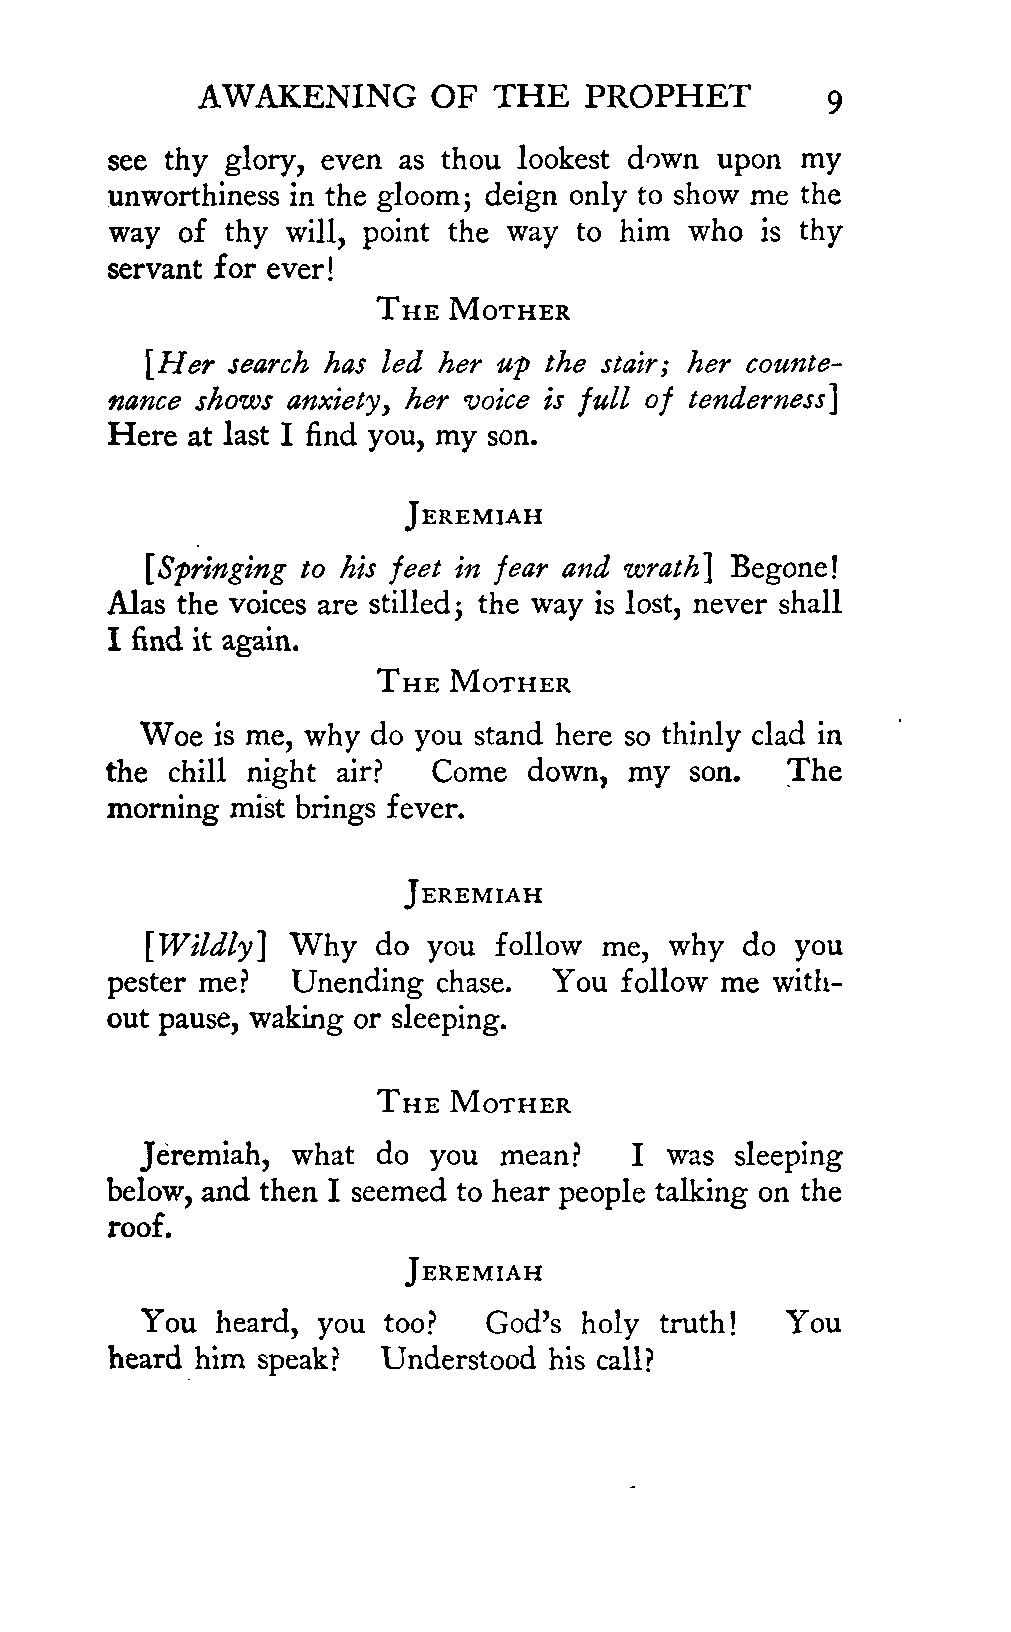 AWAKENING OF THE PROPHET 9
see thy glory, even as thou lookest down upon my
unworthiness in the gloom; deign only to show me the
way of thy will, point the way to him who is thy
servant for ever!
THE MOTHER
[Her search has led her up the stair; her counte-
nance shows anxiety, her voice is full of tenderness]
Here at last I find you, my son.
JEREMIAH
[Springing to his feet in fear and wrath] Begone!
Alas the voices are stilled; the way is lost, never shall
I find it again.
THE MOTHER
Woe is me, why do you stand here so thinly clad in
the chill night air? Come down, my son. The
morning mist brings fever.
JEREMIAH
[Wildly] Why do you follow me, why do you
pester me? Unending chase. You follow me with-
out pause, waking or sleeping.
THE MOTHER
Jeremiah, what do you mean? I was sleeping
below, and then I seemed to hear people talking on the
roof.
JEREMIAH
You heard, you too? God's holy truth! You
heard him speak? Understood his call?